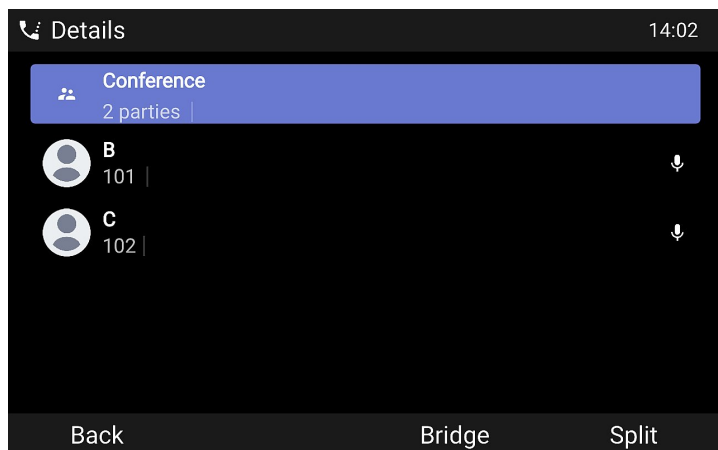 Details 14:02
Conference
2 parties
B
101
C
102
Back Bridge Split